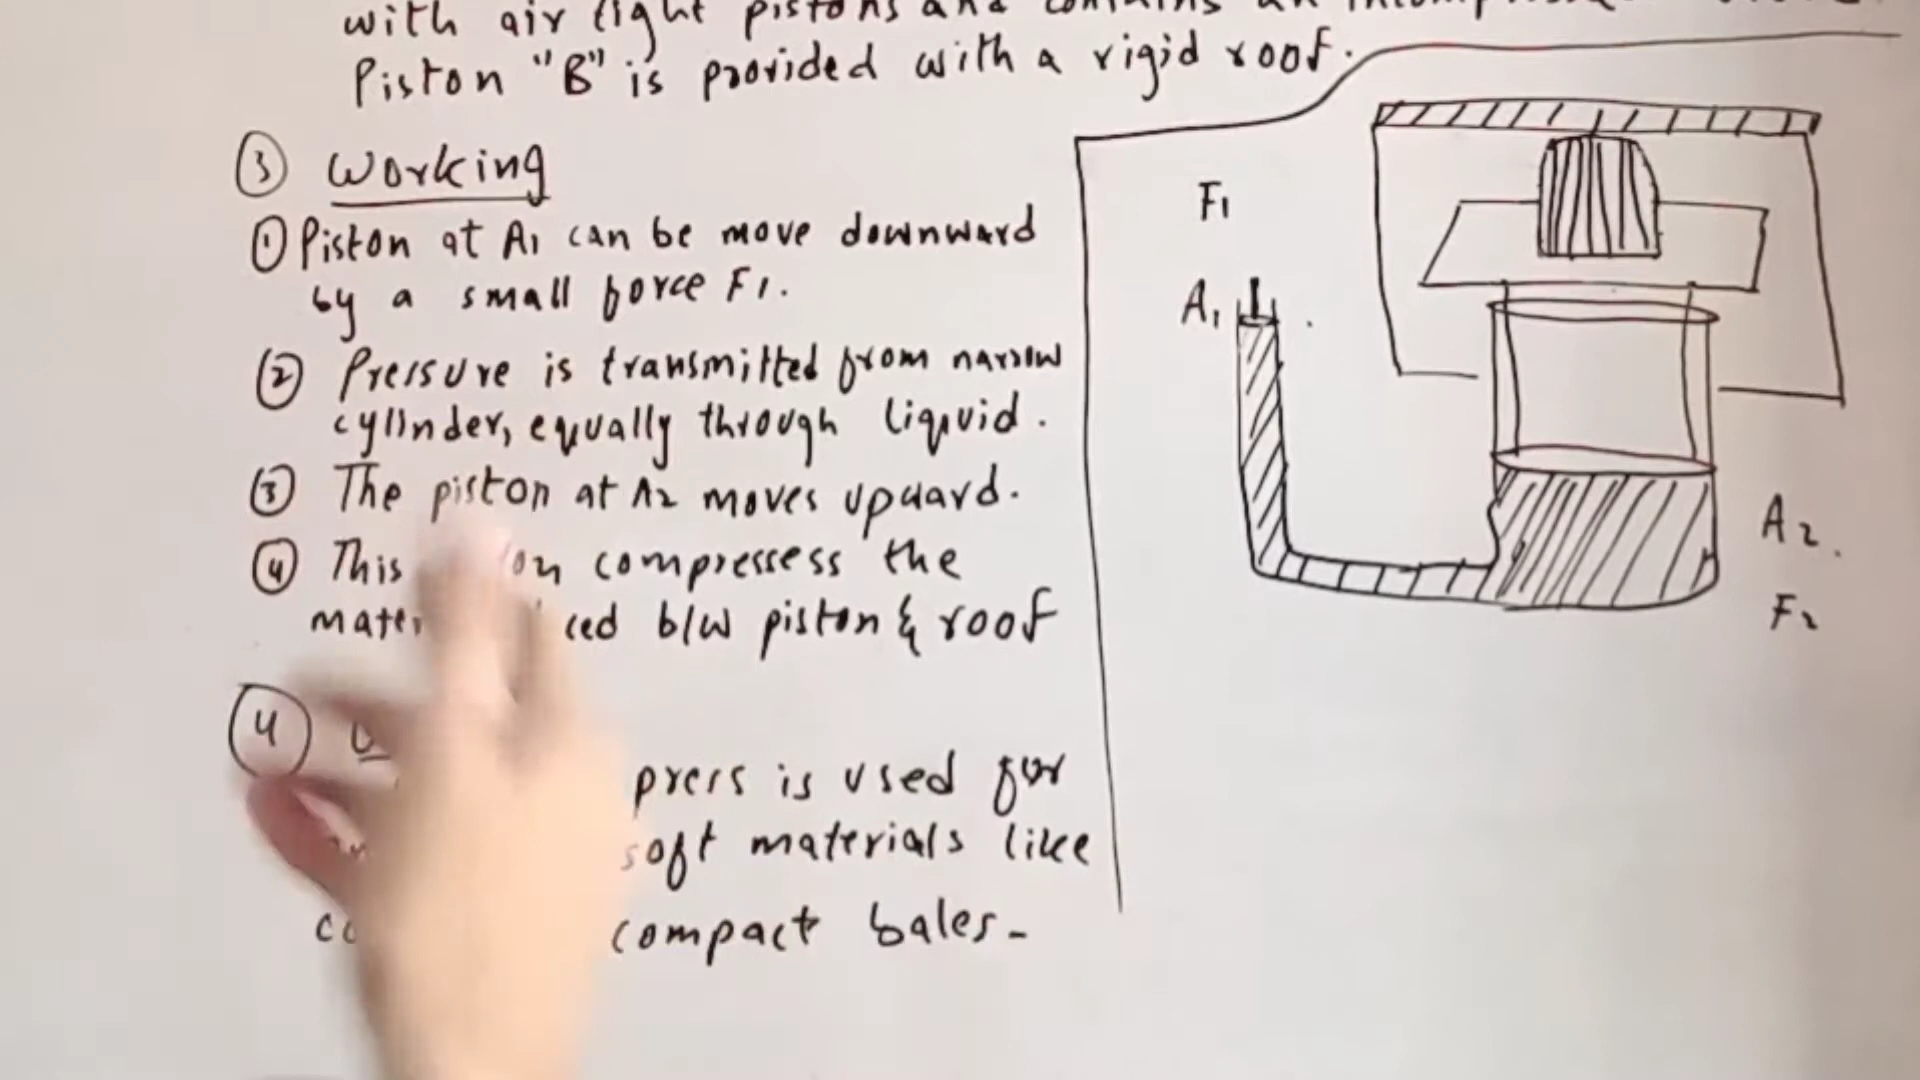 with air tight pistons and contains an
Piston "B" is provided with a rigid roof.
③ Working
① Piston at A1 can be move downward
by a small force F1.
② Pressure is transmitted from narrow
cylinder, equally through liquid.
③ The piston at A2 moves upward.
④ This compressess the
b/w piston & roof
④
press is used for
soft materials like
compact bales-
F1
A1
A2.
F2